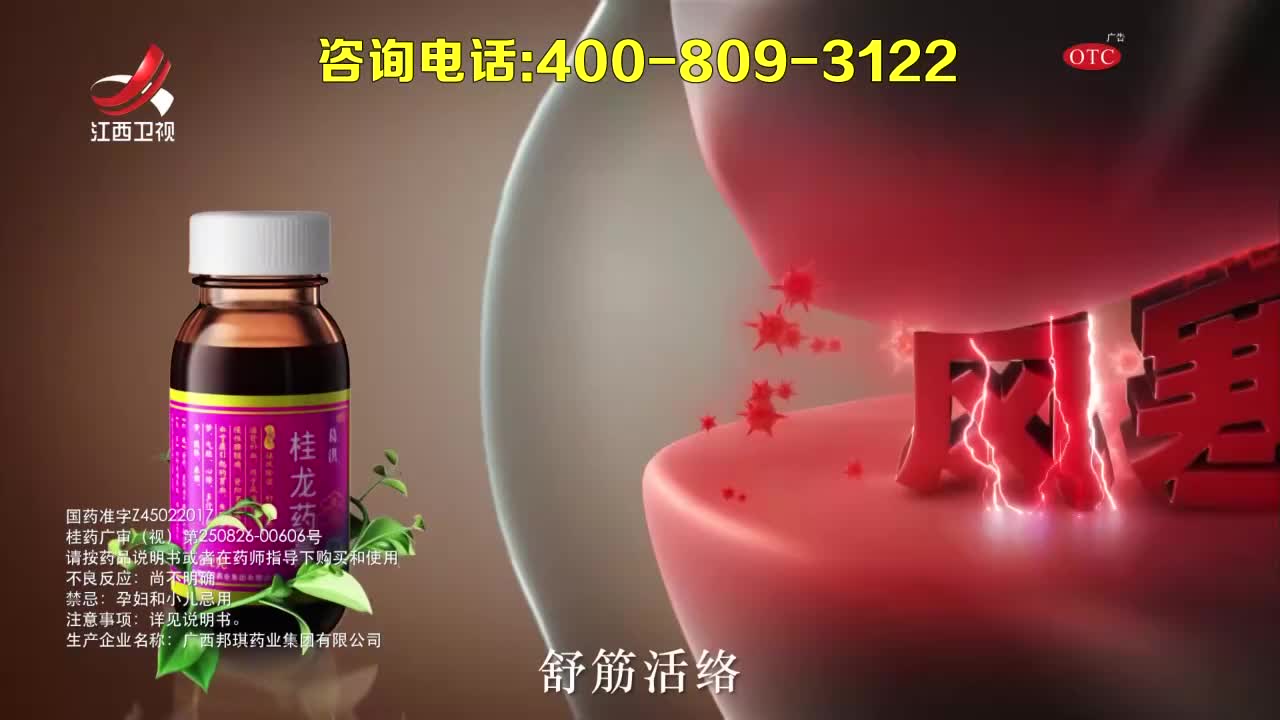 咨询电话:400-809-3122
广告
OTC
江西卫视
风寒
桂龙药
国药准字Z45022017
桂药广审（视）第250826-00606号
请按药品说明书或者在药师指导下购买和使用
不良反应：尚不明确
禁忌：孕妇和小儿忌用
注意事项：详见说明书。
生产企业名称：广西邦琪药业集团有限公司
舒筋活络